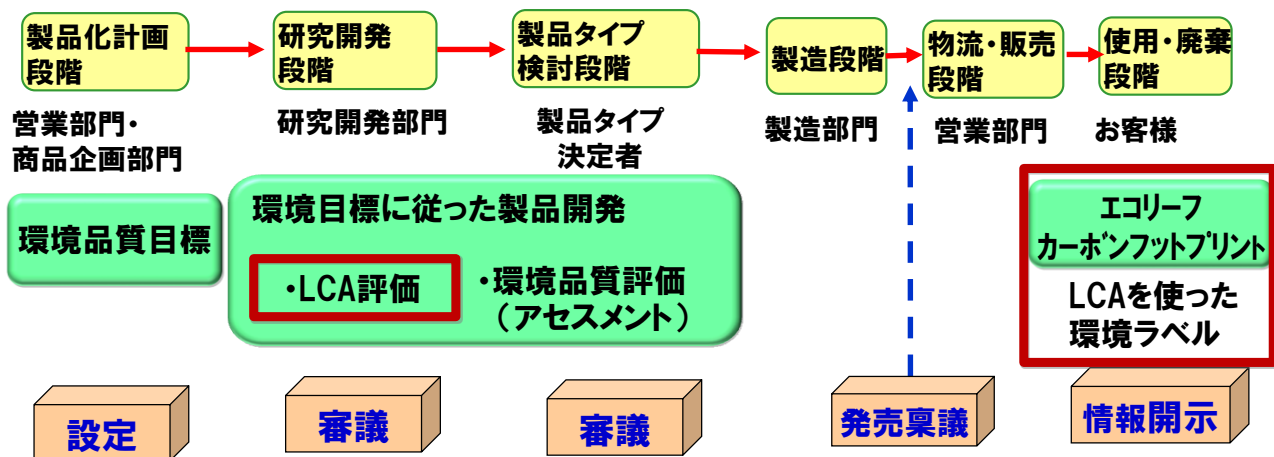 製品化計画
段階
研究開発
段階
製品タイプ
検討段階
製造段階
物流・販売
段階
使用・廃棄
段階
営業部門・
商品企画部門
研究開発部門
製品タイプ
決定者
製造部門
営業部門
お客様
環境品質目標
環境目標に従った製品開発
・LCA評価
・環境品質評価
（アセスメント）
エコリーフ
カーボンフットプリント
LCAを使った
環境ラベル
設定
審議
審議
発売稟議
情報開示